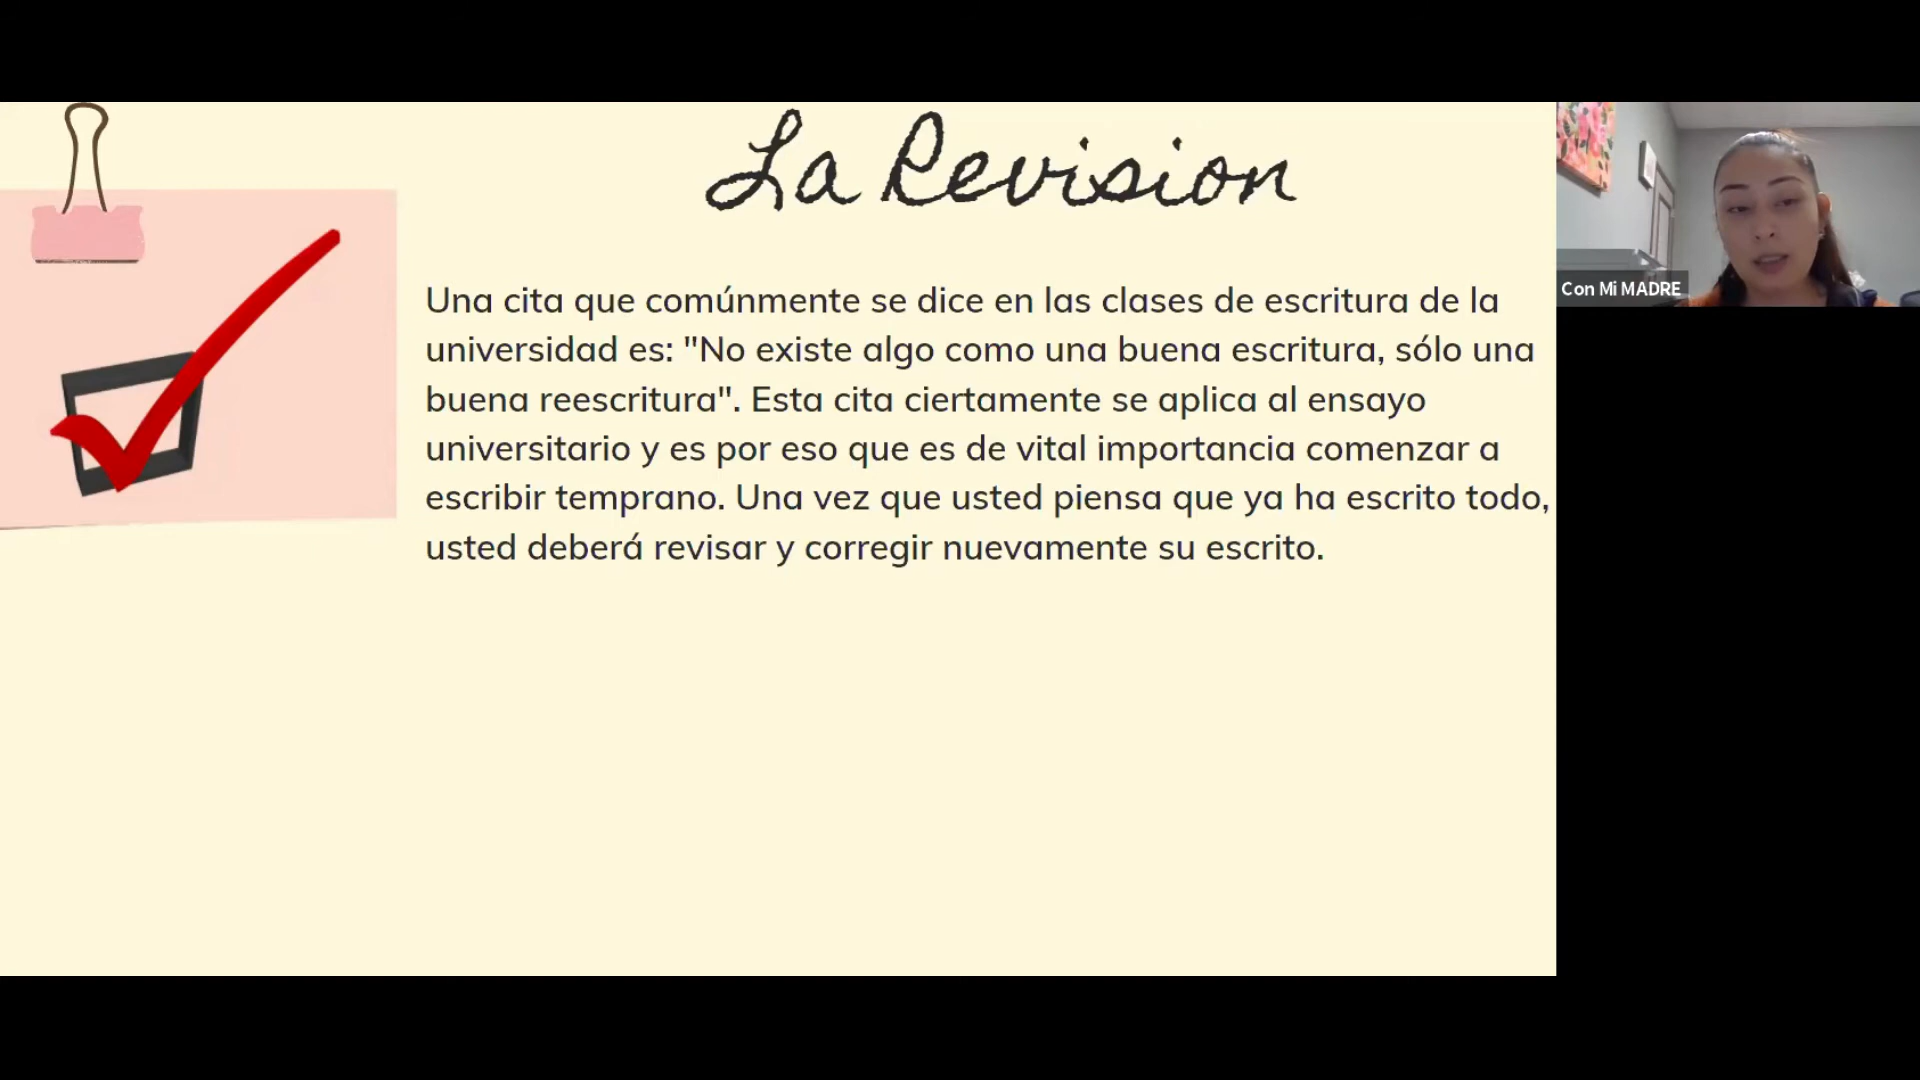 La Revision
Una cita que comúnmente se dice en las clases de escritura de la
universidad es: "No existe algo como una buena escritura, sólo una
buena reescritura". Esta cita ciertamente se aplica al ensayo
universitario y es por eso que es de vital importancia comenzar a
escribir temprano. Una vez que usted piensa que ya ha escrito todo,
usted deberá revisar y corregir nuevamente su escrito.
Con Mi MADRE